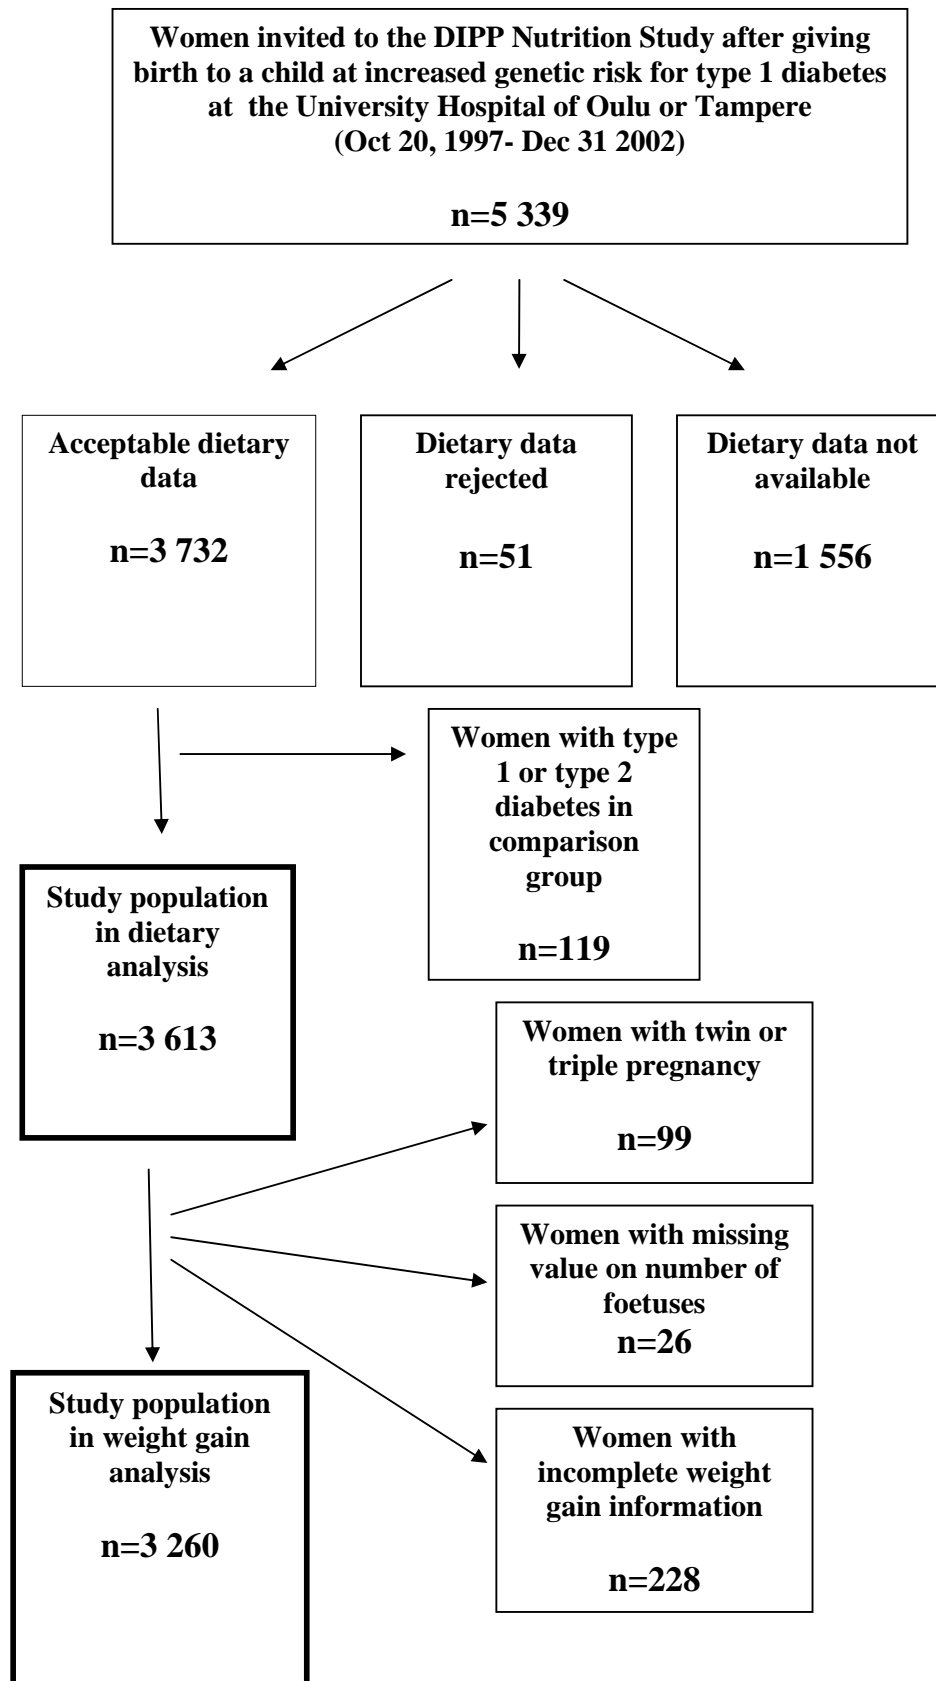 Women invited to the DIPP Nutrition Study after giving
birth to a child at increased genetic risk for type 1 diabetes
at the University Hospital of Oulu or Tampere
(Oct 20, 1997- Dec 31 2002)
n=5 339
Acceptable dietary
data
n=3 732
Dietary data
rejected
n=51
Dietary data not
available
n=1 556
Women with type
1 or type 2
diabetes in
comparison
group
n=119
Study population
in dietary
analysis
n=3 613
Women with twin or
triple pregnancy
n=99
Women with missing
value on number of
foetuses
n=26
Study population
in weight gain
analysis
n=3 260
Women with
incomplete weight
gain information
n=228